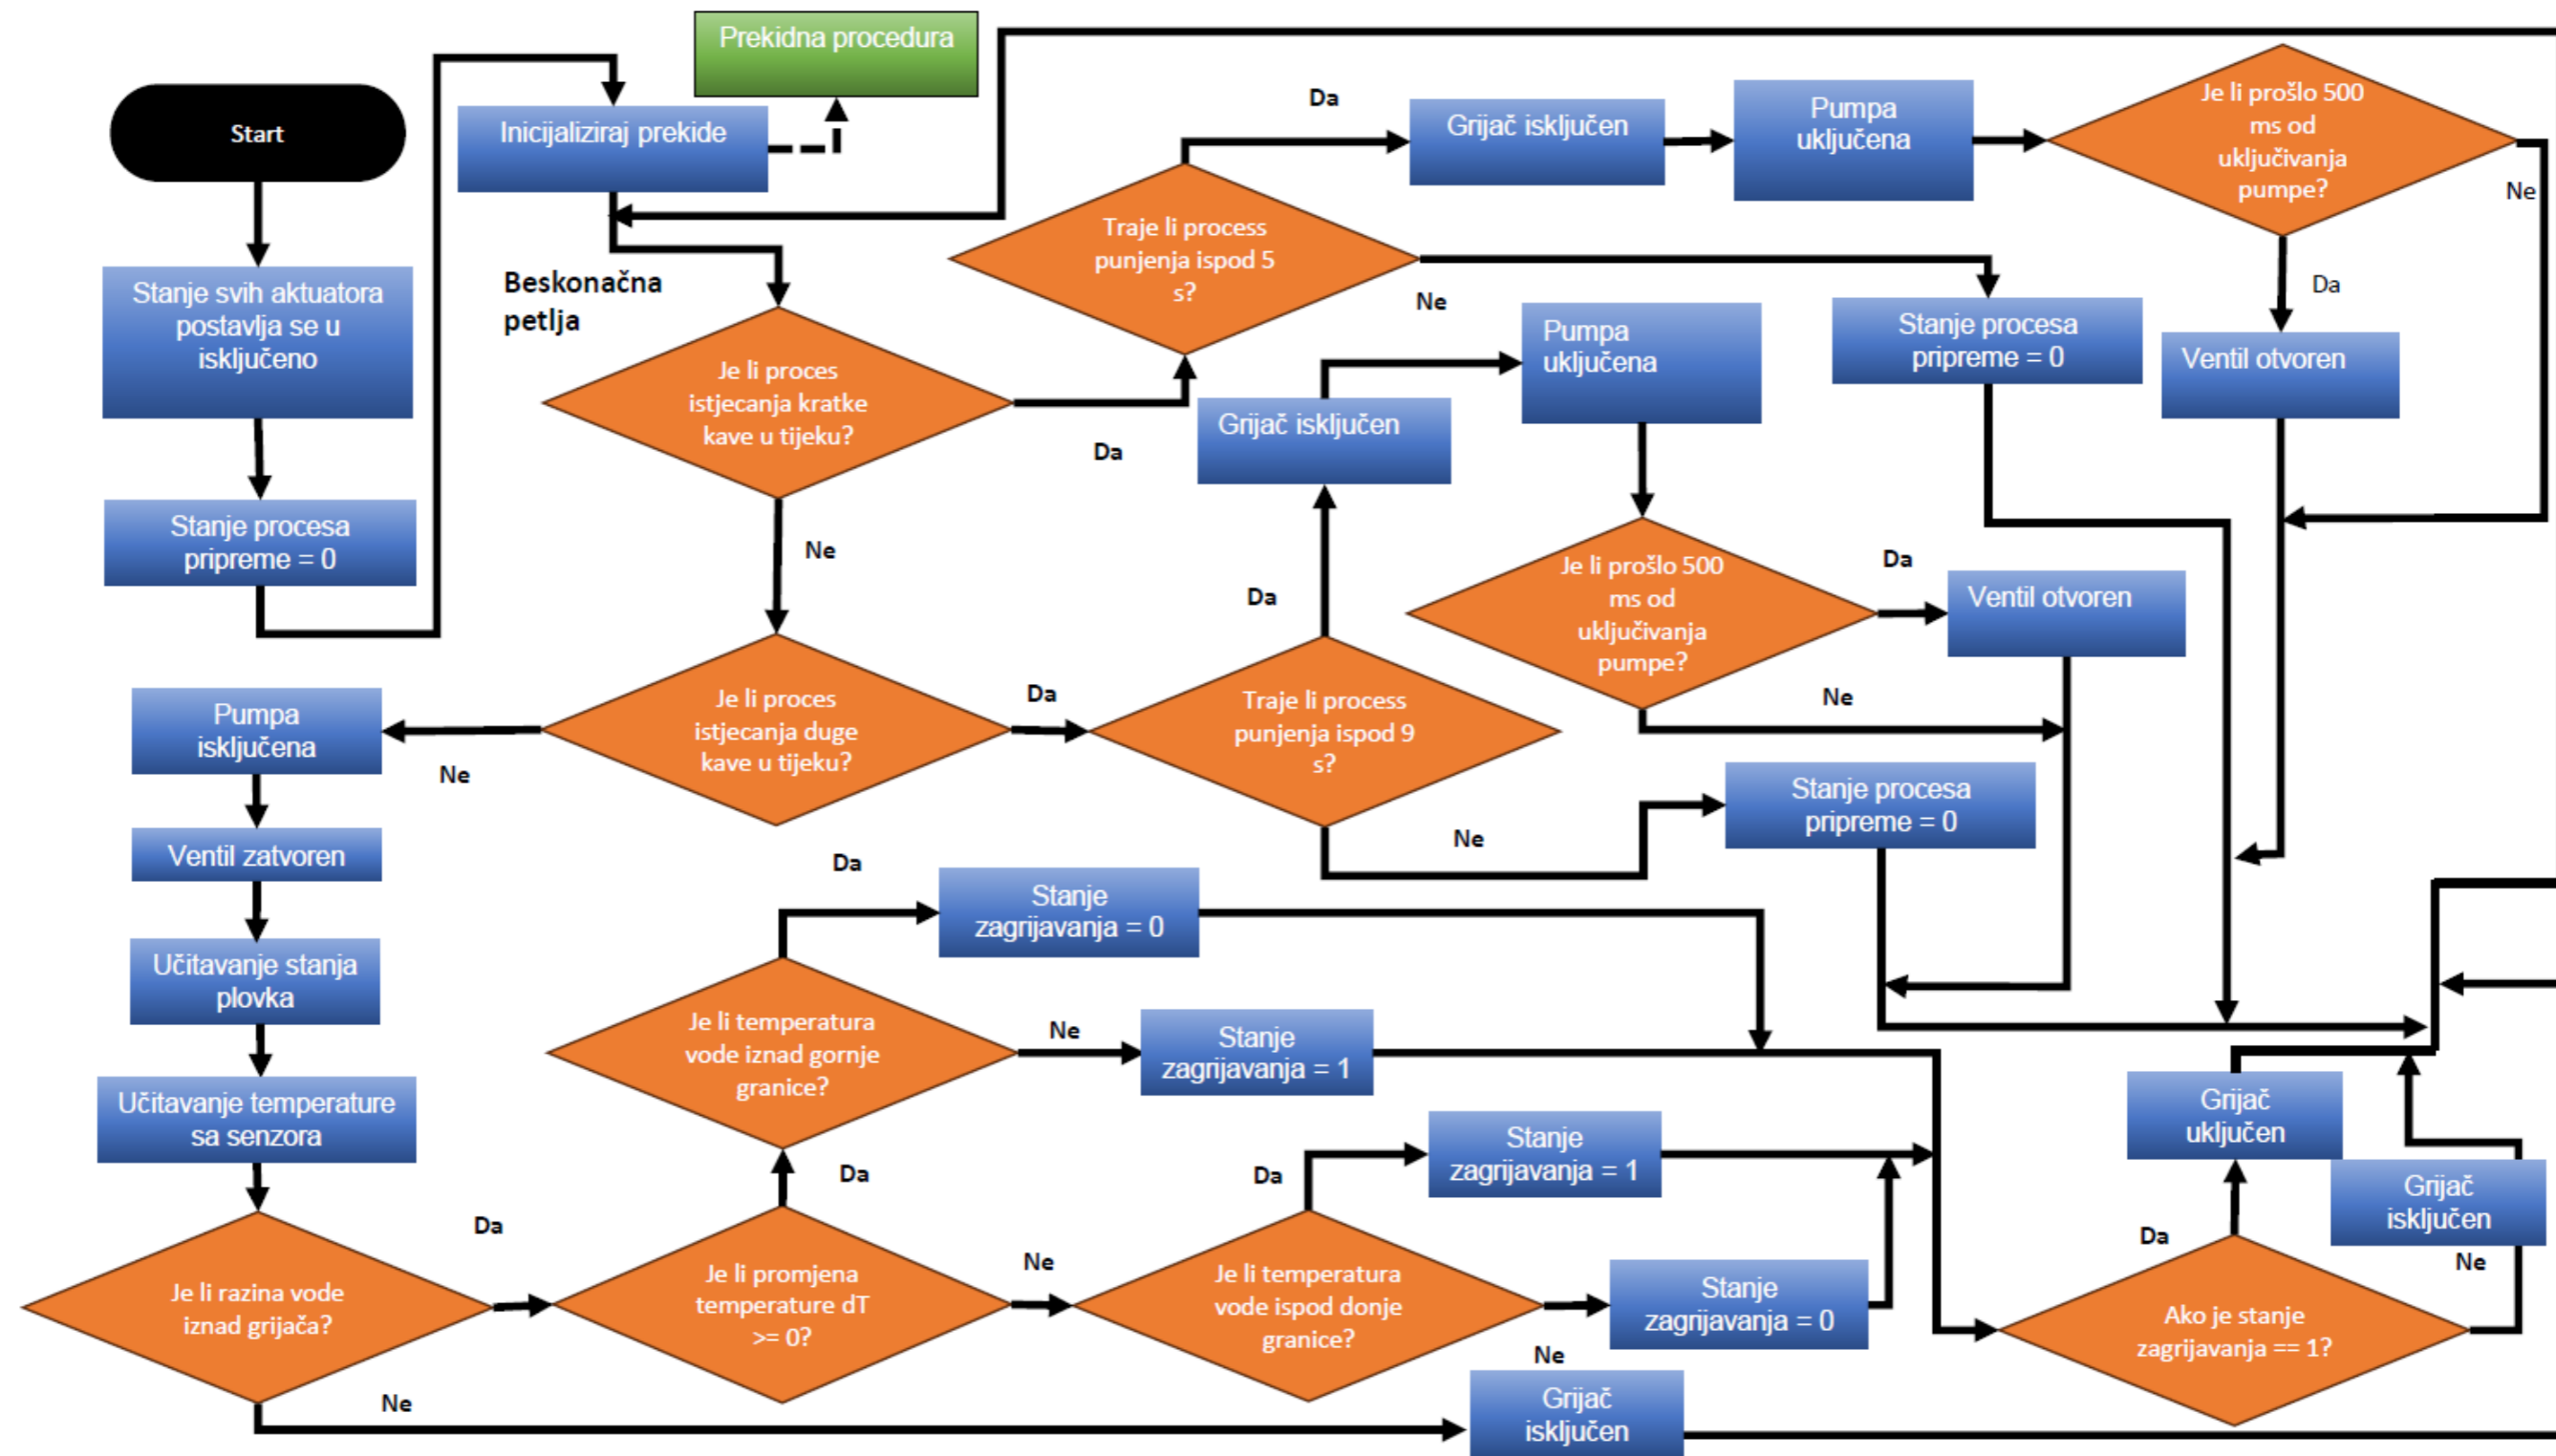 Prekidna procedura
Start
Inicijaliziraj prekide
Da
Grijač isključen
Pumpa
uključena
Je li prošlo 500
ms od
uključivanja
pumpe?
Ne
Da
Stanje svih aktuatora
postavlja se u
isključeno
Beskonačna
petlja
Traje li process
punjenja ispod 5
s?
Ne
Stanje procesa
pripreme = 0
Ventil otvoren
Je li proces
istjecanja kratke
kave u tijeku?
Da
Grijač isključen
Pumpa
uključena
Stanje procesa
pripreme = 0
Ne
Da
Je li prošlo 500
ms od
uključivanja
pumpe?
Da
Ventil otvoren
Ne
Pumpa
isključena
Ne
Je li proces
istjecanja duge
kave u tijeku?
Da
Traje li process
punjenja ispod 9
s?
Ne
Stanje procesa
pripreme = 0
Ventil zatvoren
Da
Stanje
zagrijavanja = 0
Učitavanje stanja
plovka
Je li temperatura
vode iznad gornje
granice?
Ne
Stanje
zagrijavanja = 1
Učitavanje temperature
sa senzora
Da
Da
Stanje
zagrijavanja = 1
Grijač
uključen
Grijač
isključen
Da
Ne
Je li razina vode
iznad grijača?
Da
Je li promjena
temperature dT
>= 0?
Ne
Je li temperatura
vode ispod donje
granice?
Ne
Stanje
zagrijavanja = 0
Ako je stanje
zagrijavanja == 1?
Ne
Grijač
isključen